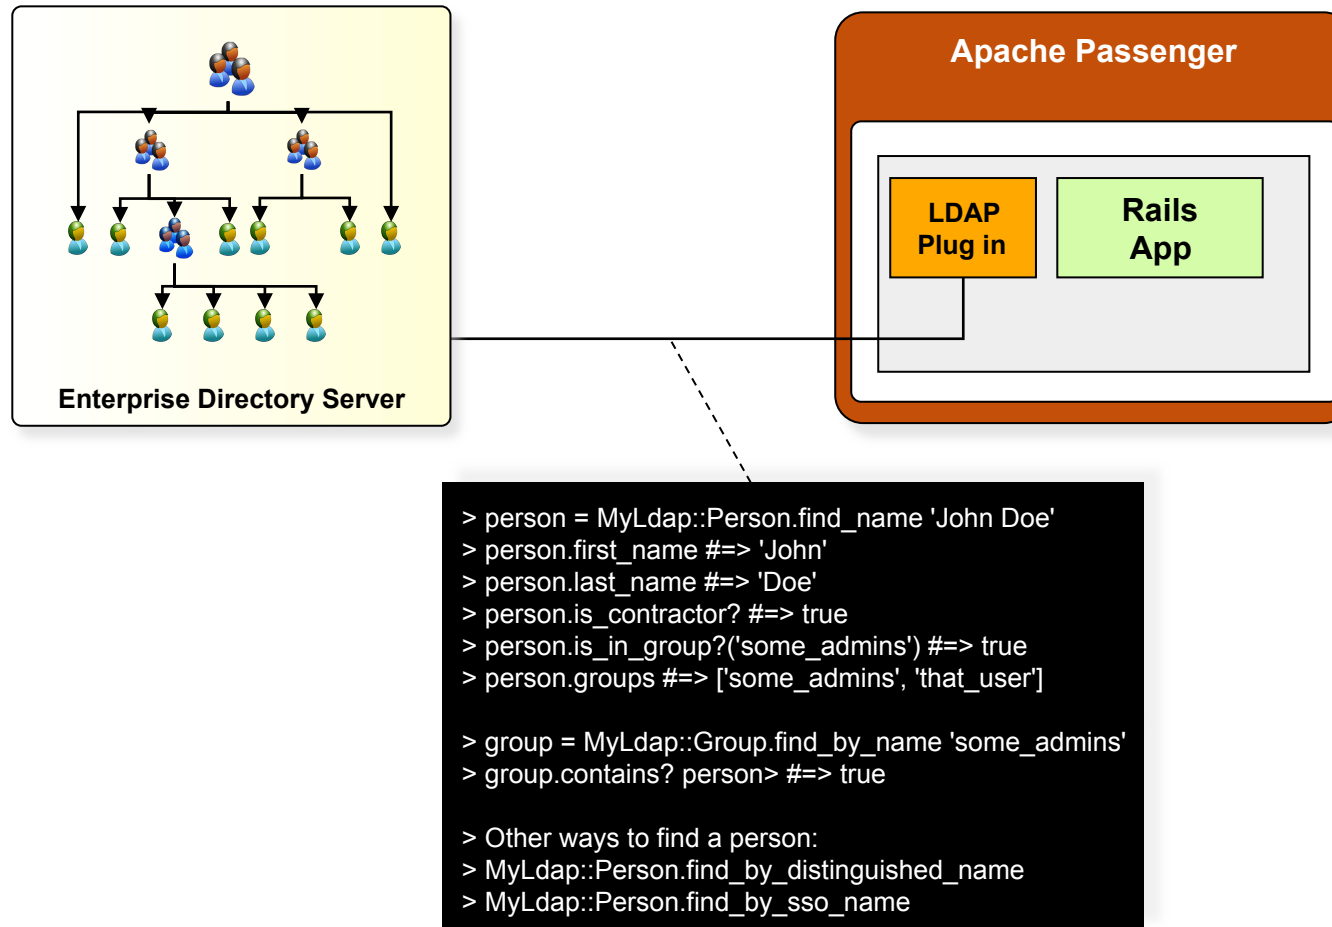 Apache Passenger
LDAP
Plug in
Rails
App
Enterprise Directory Server
> person = MyLdap::Person.find_name 'John Doe'
> person.first_name #=> 'John'
> person.last_name #=> 'Doe'
> person.is_contractor? #=> true
> person.is_in_group?('some_admins') #=> true
> person.groups #=> ['some_admins', 'that_user']
> group = MyLdap::Group.find_by_name 'some_admins'
> group.contains? person> #=> true
> Other ways to find a person:
> MyLdap::Person.find_by_distinguished_name
> MyLdap::Person.find_by_sso_name